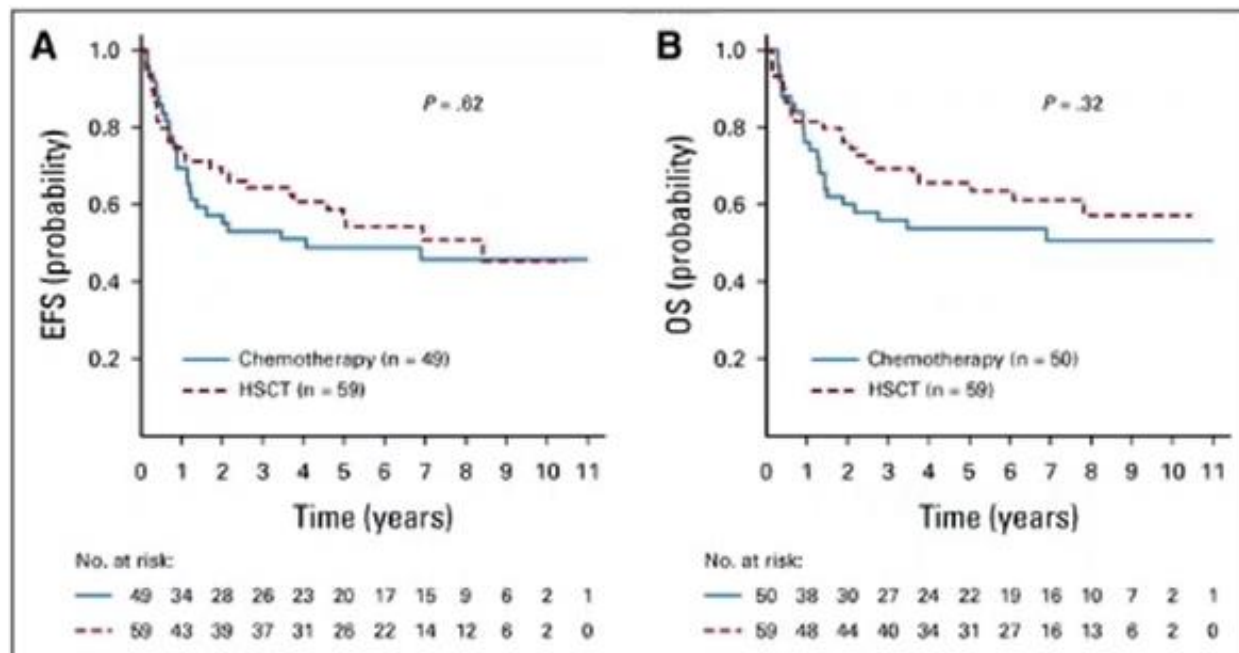 A
EFS (probability)
1.0
0.8
0.6
0.4
0.2
P = .62
Chemotherapy (n = 49)
HSCT (n = 59)
0 1 2 3 4 5 6 7 8 9 10 11
Time (years)
No. at risk:
49 34 28 26 23 20 17 15 9 6 2 1
59 43 39 37 31 26 22 14 12 6 2 0
B
OS (probability)
1.0
0.8
0.6
0.4
0.2
P = .32
Chemotherapy (n = 50)
HSCT (n = 59)
0 1 2 3 4 5 6 7 8 9 10 11
Time (years)
No. at risk:
50 38 30 27 24 22 19 16 10 7 2 1
59 48 44 40 34 31 27 16 13 6 2 0